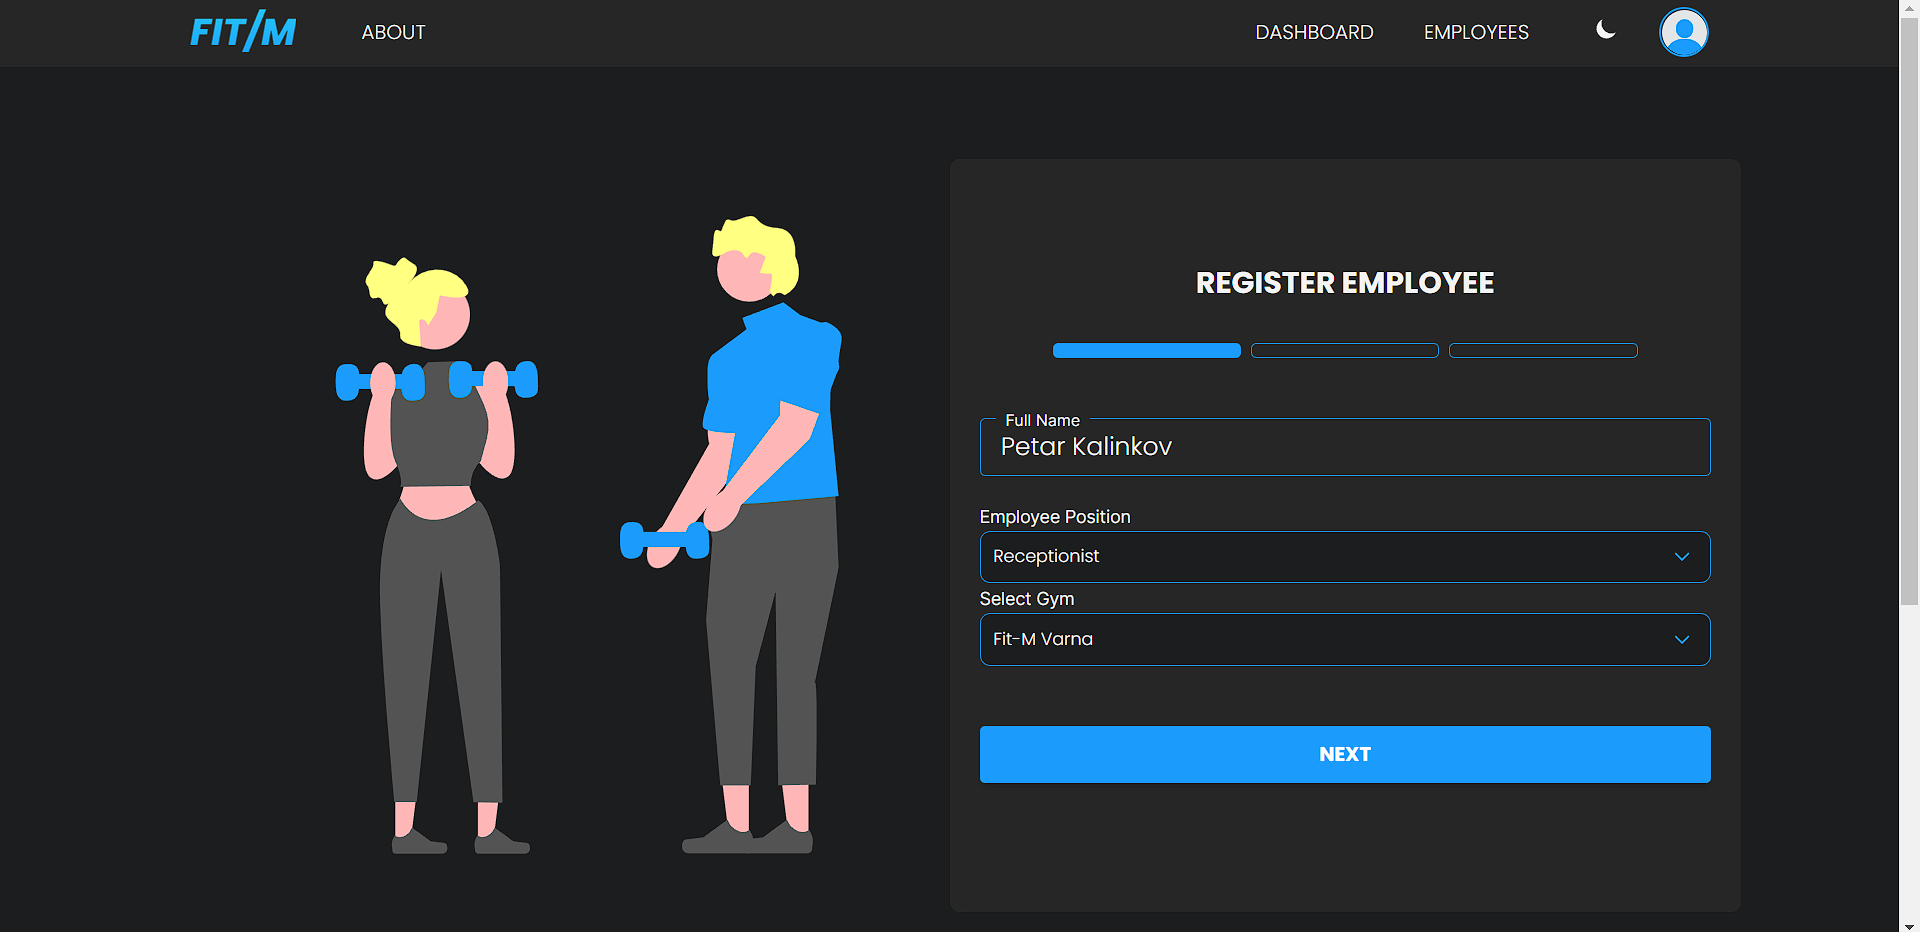 FIT/M ABOUT DASHBOARD EMPLOYEES
REGISTER EMPLOYEE
Full Name
Petar Kalinkov
Employee Position
Receptionist
Select Gym
Fit-M Varna
NEXT